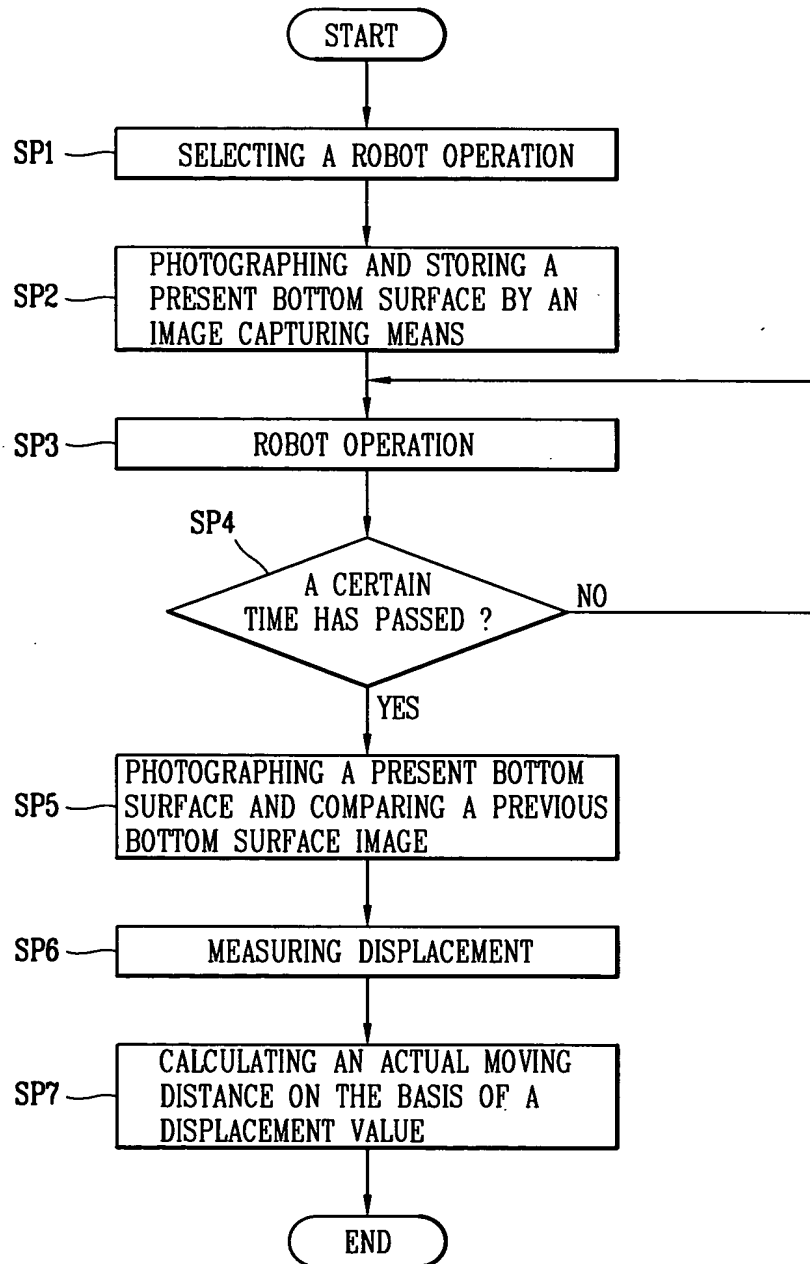 START
SP1
SELECTING A ROBOT OPERATION
SP2
PHOTOGRAPHING AND STORING A
PRESENT BOTTOM SURFACE BY AN
IMAGE CAPTURING MEANS
SP3
ROBOT OPERATION
SP4
A CERTAIN
TIME HAS PASSED ?
NO
YES
SP5
PHOTOGRAPHING A PRESENT BOTTOM
SURFACE AND COMPARING A PREVIOUS
BOTTOM SURFACE IMAGE
SP6
MEASURING DISPLACEMENT
SP7
CALCULATING AN ACTUAL MOVING
DISTANCE ON THE BASIS OF A
DISPLACEMENT VALUE
END